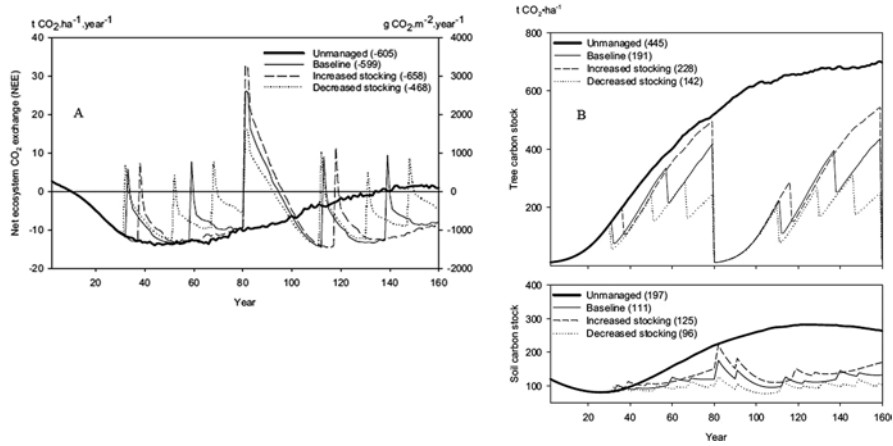 t CO₂.ha⁻¹.year⁻¹
g CO₂.m⁻².year⁻¹
40
30
20
10
0
-10
-20
4000
3000
2000
1000
0
-1000
-2000
Net ecosystem CO₂ exchange (NEE)
A
Unmanaged (-605)
Baseline (-599)
Increased stocking (-658)
Decreased stocking (-468)
20
40
60
80
100
120
140
160
Year
t CO₂•ha⁻¹
800
600
400
200
Tree carbon stock
B
Unmanaged (445)
Baseline (191)
Increased stocking (228)
Decreased stocking (142)
400
300
200
100
Soil carbon stock
Unmanaged (197)
Baseline (111)
Increased stocking (125)
Decreased stocking (96)
20
40
60
80
100
120
140
1600
Year